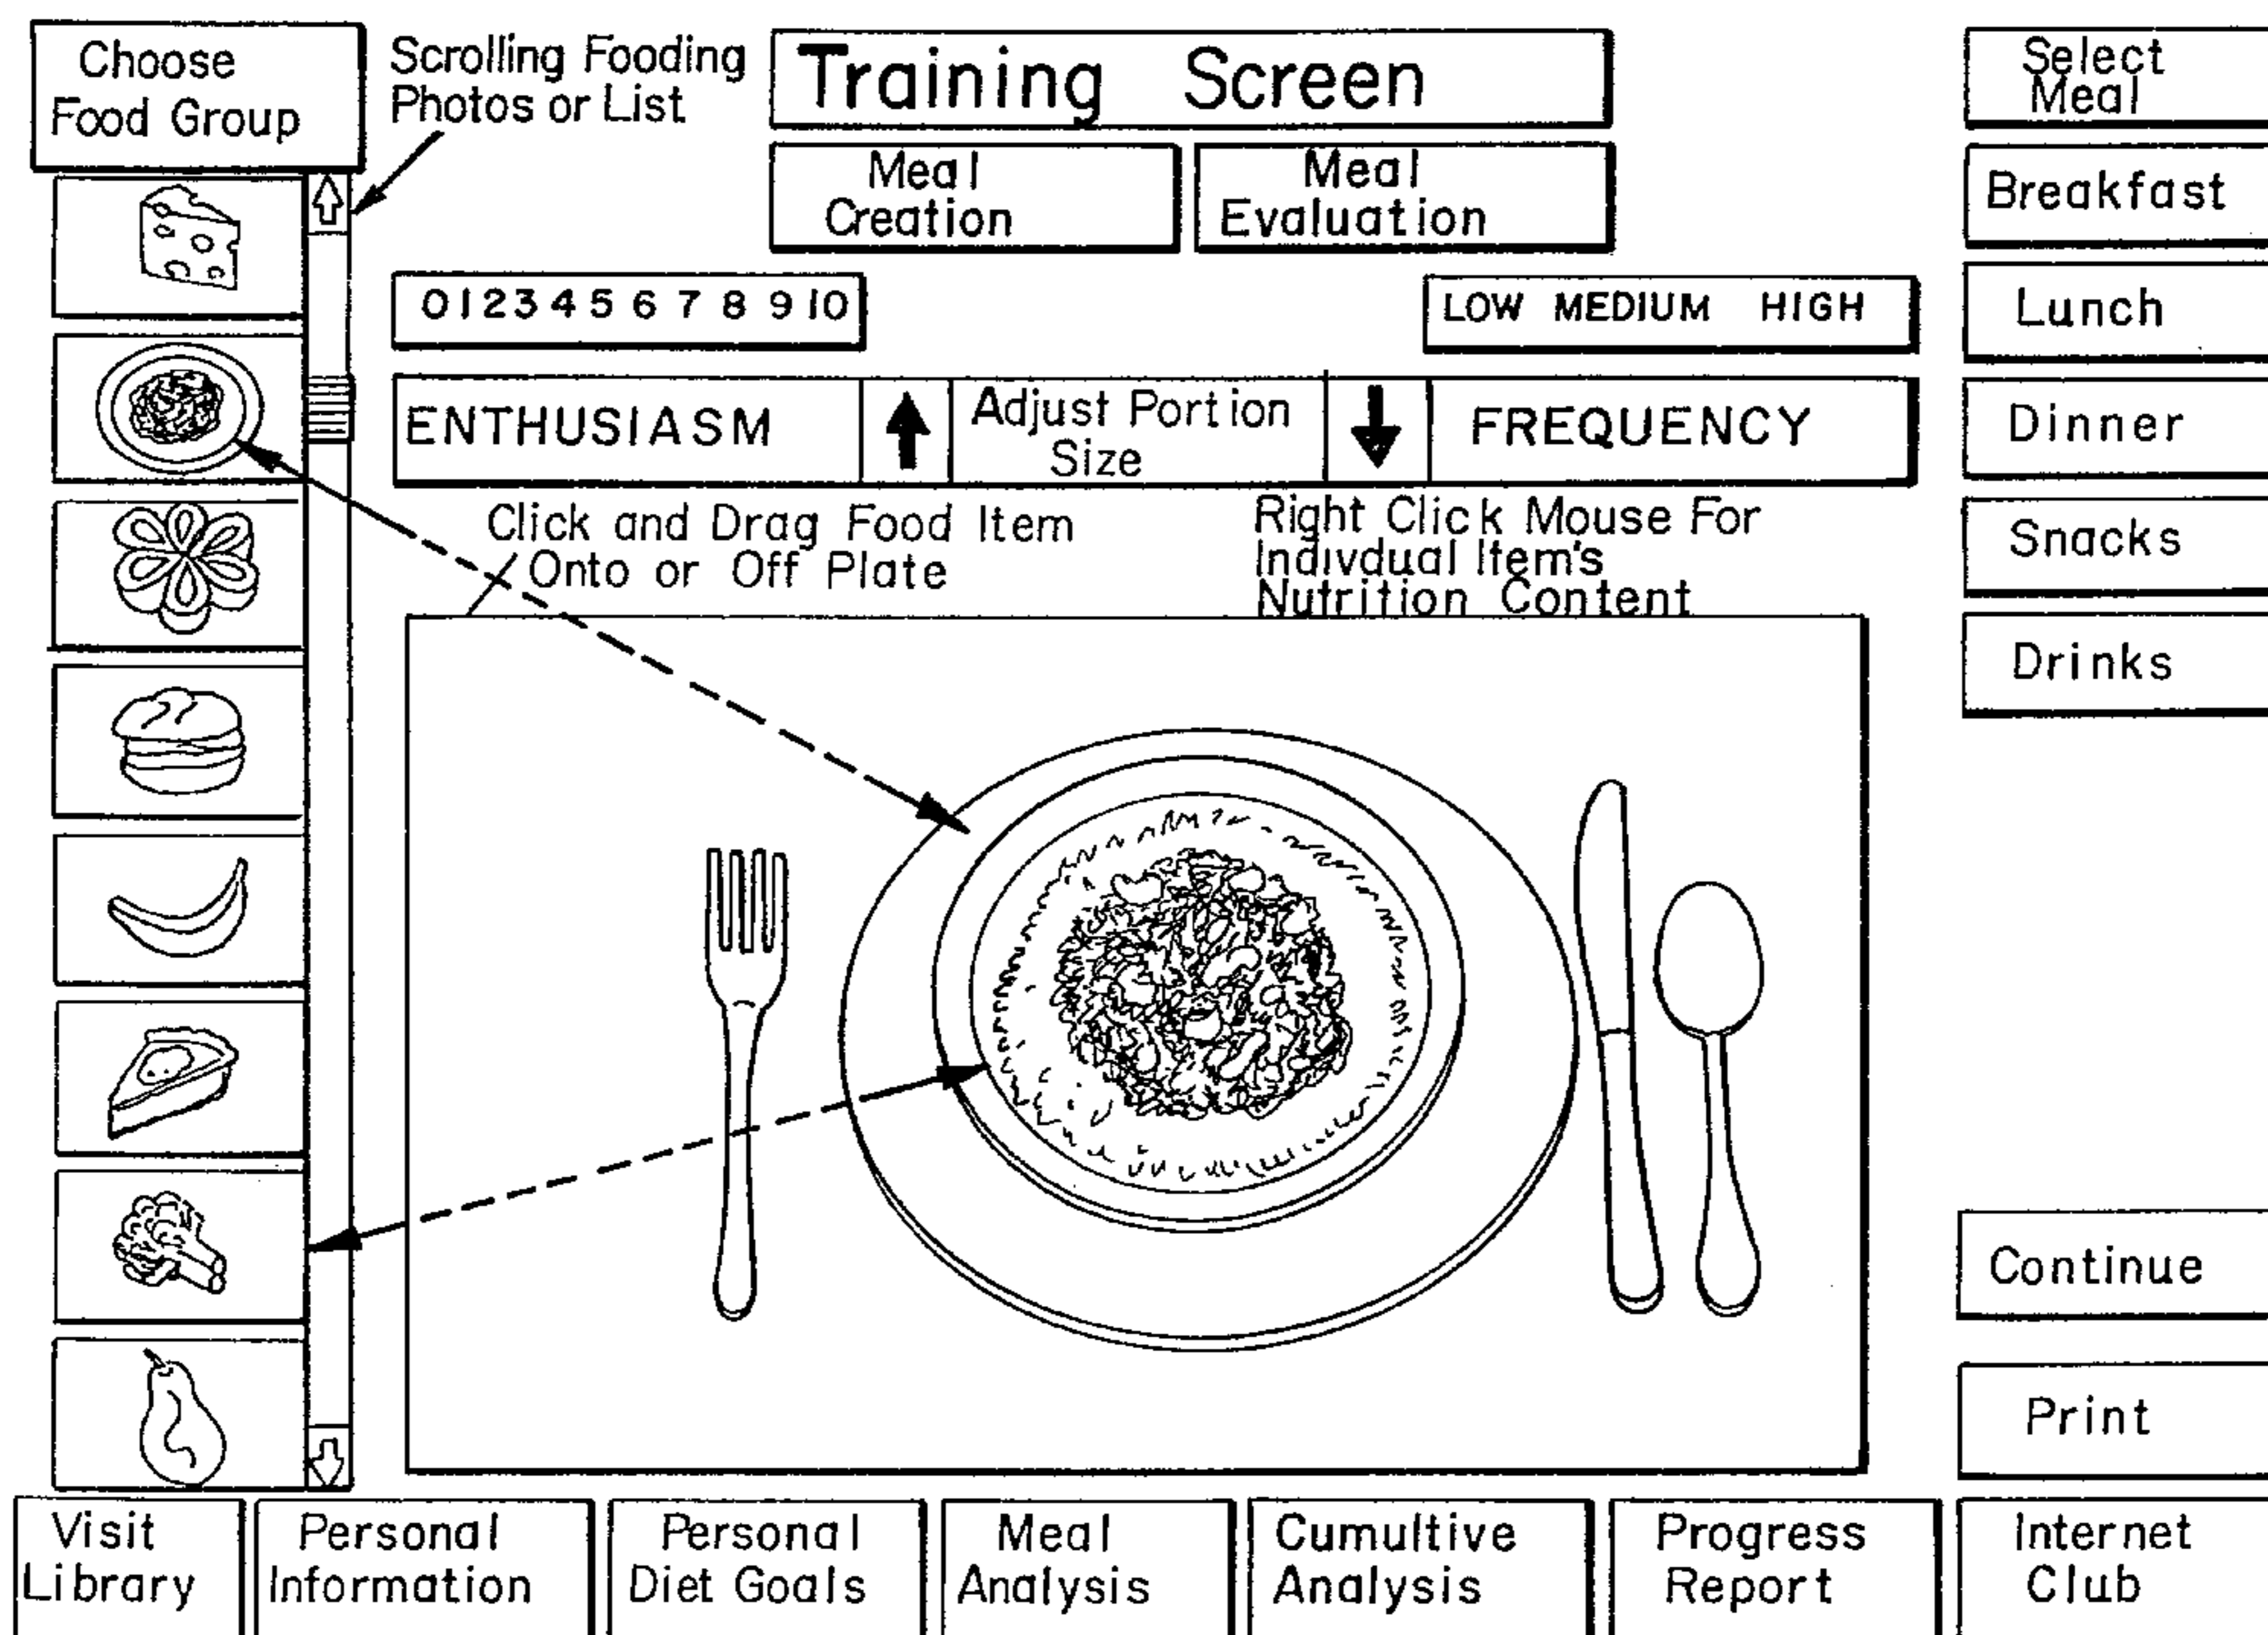 Choose
Food Group
Scrolling Fooding
Photos or List
Training Screen
Meal
Creation
Meal
Evaluation
Select
Meal
Breakfast
Lunch
Dinner
Snacks
Drinks
0 1 2 3 4 5 6 7 8 9 10
LOW MEDIUM HIGH
ENTHUSIASM
Adjust Portion
Size
FREQUENCY
Click and Drag Food Item
Onto or Off Plate
Right Click Mouse For
Indivdual Item's
Nutrition Content
Continue
Print
Visit
Library
Personal
Information
Personal
Diet Goals
Meal
Analysis
Cumultive
Analysis
Progress
Report
Internet
Club